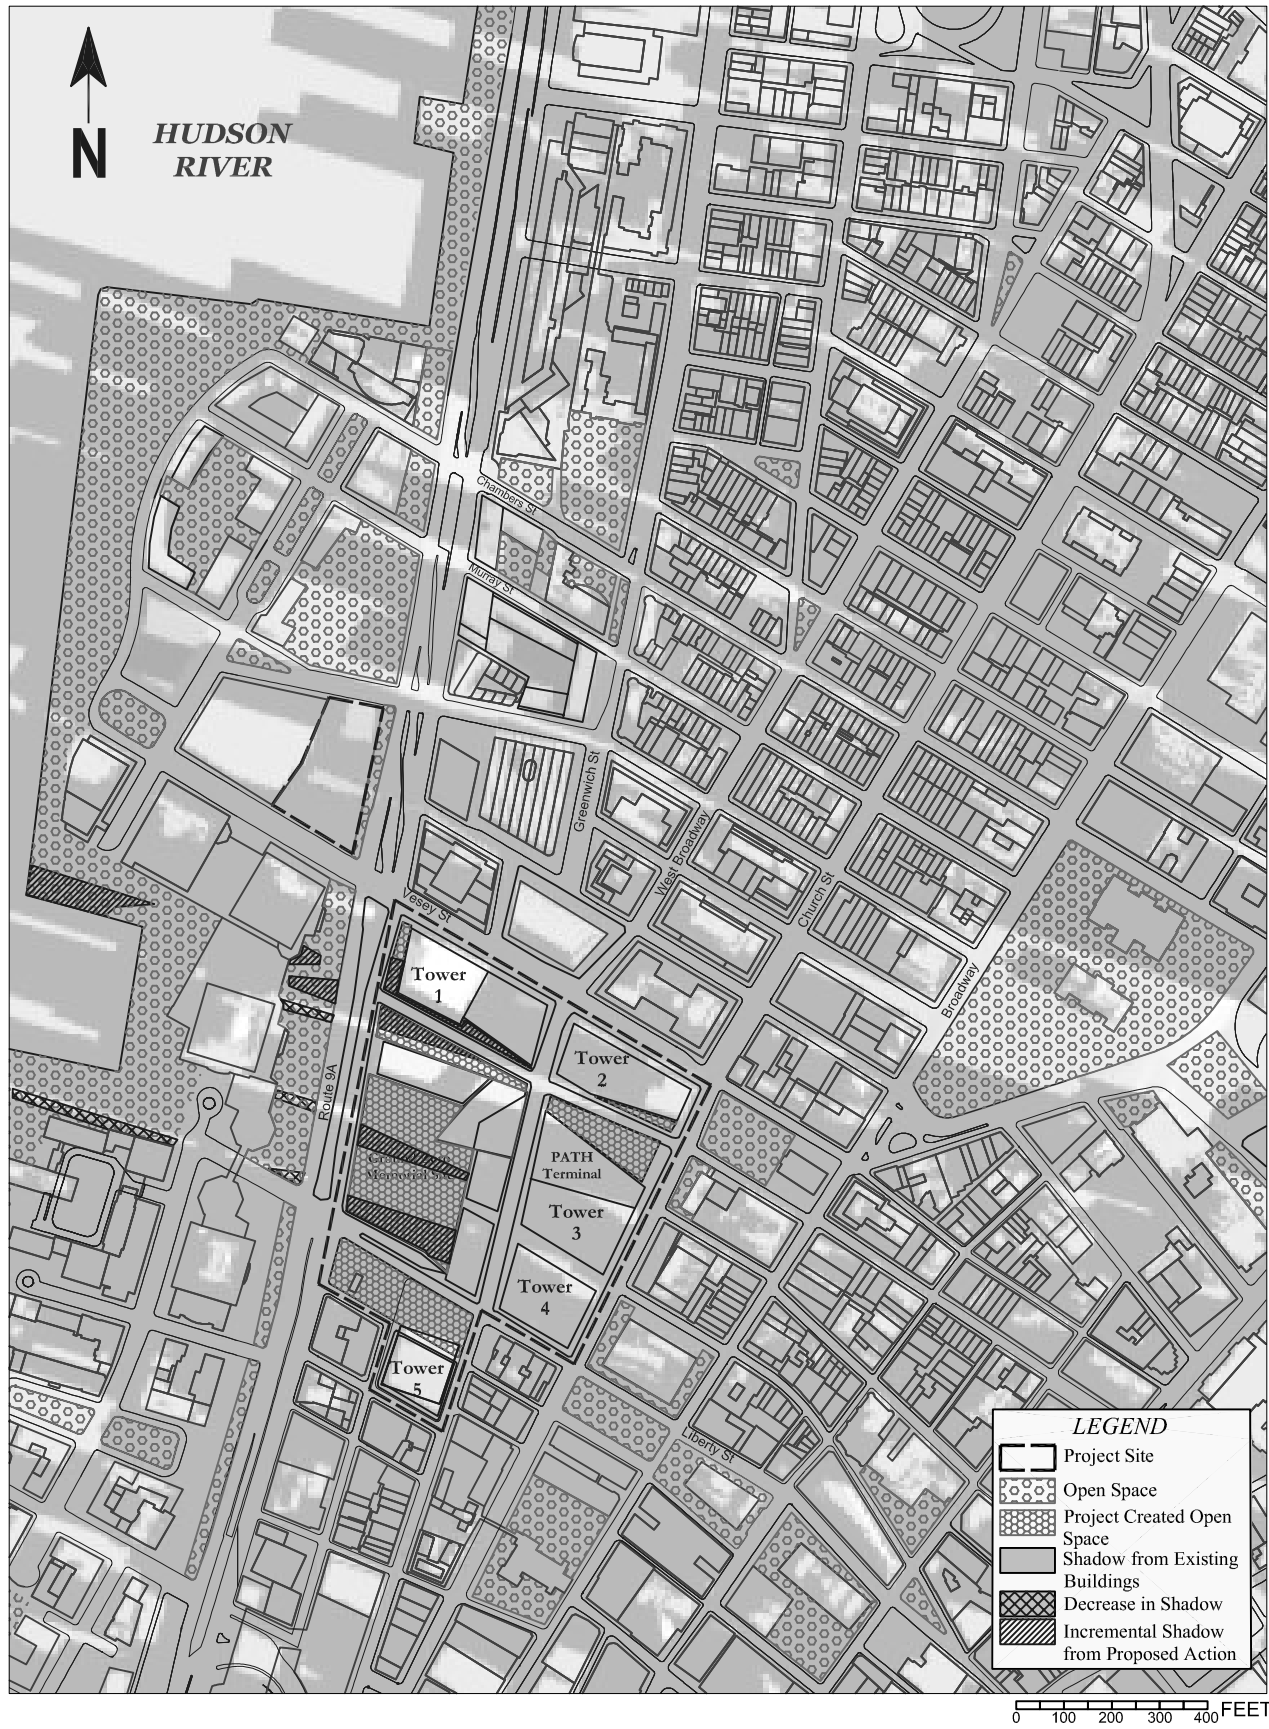 N
HUDSON
RIVER
Chambers St
Murray St
Greenwich St
West Broadway
Church St
Broadway
Vesey St
Route 9A
Tower
1
Tower
2
PATH
Terminal
Memorial Site
Tower
3
Tower
4
Tower
5
Liberty St
LEGEND
Project Site
Open Space
Project Created Open
Space
Shadow from Existing
Buildings
Decrease in Shadow
Incremental Shadow
from Proposed Action
0 100 200 300 400 FEET